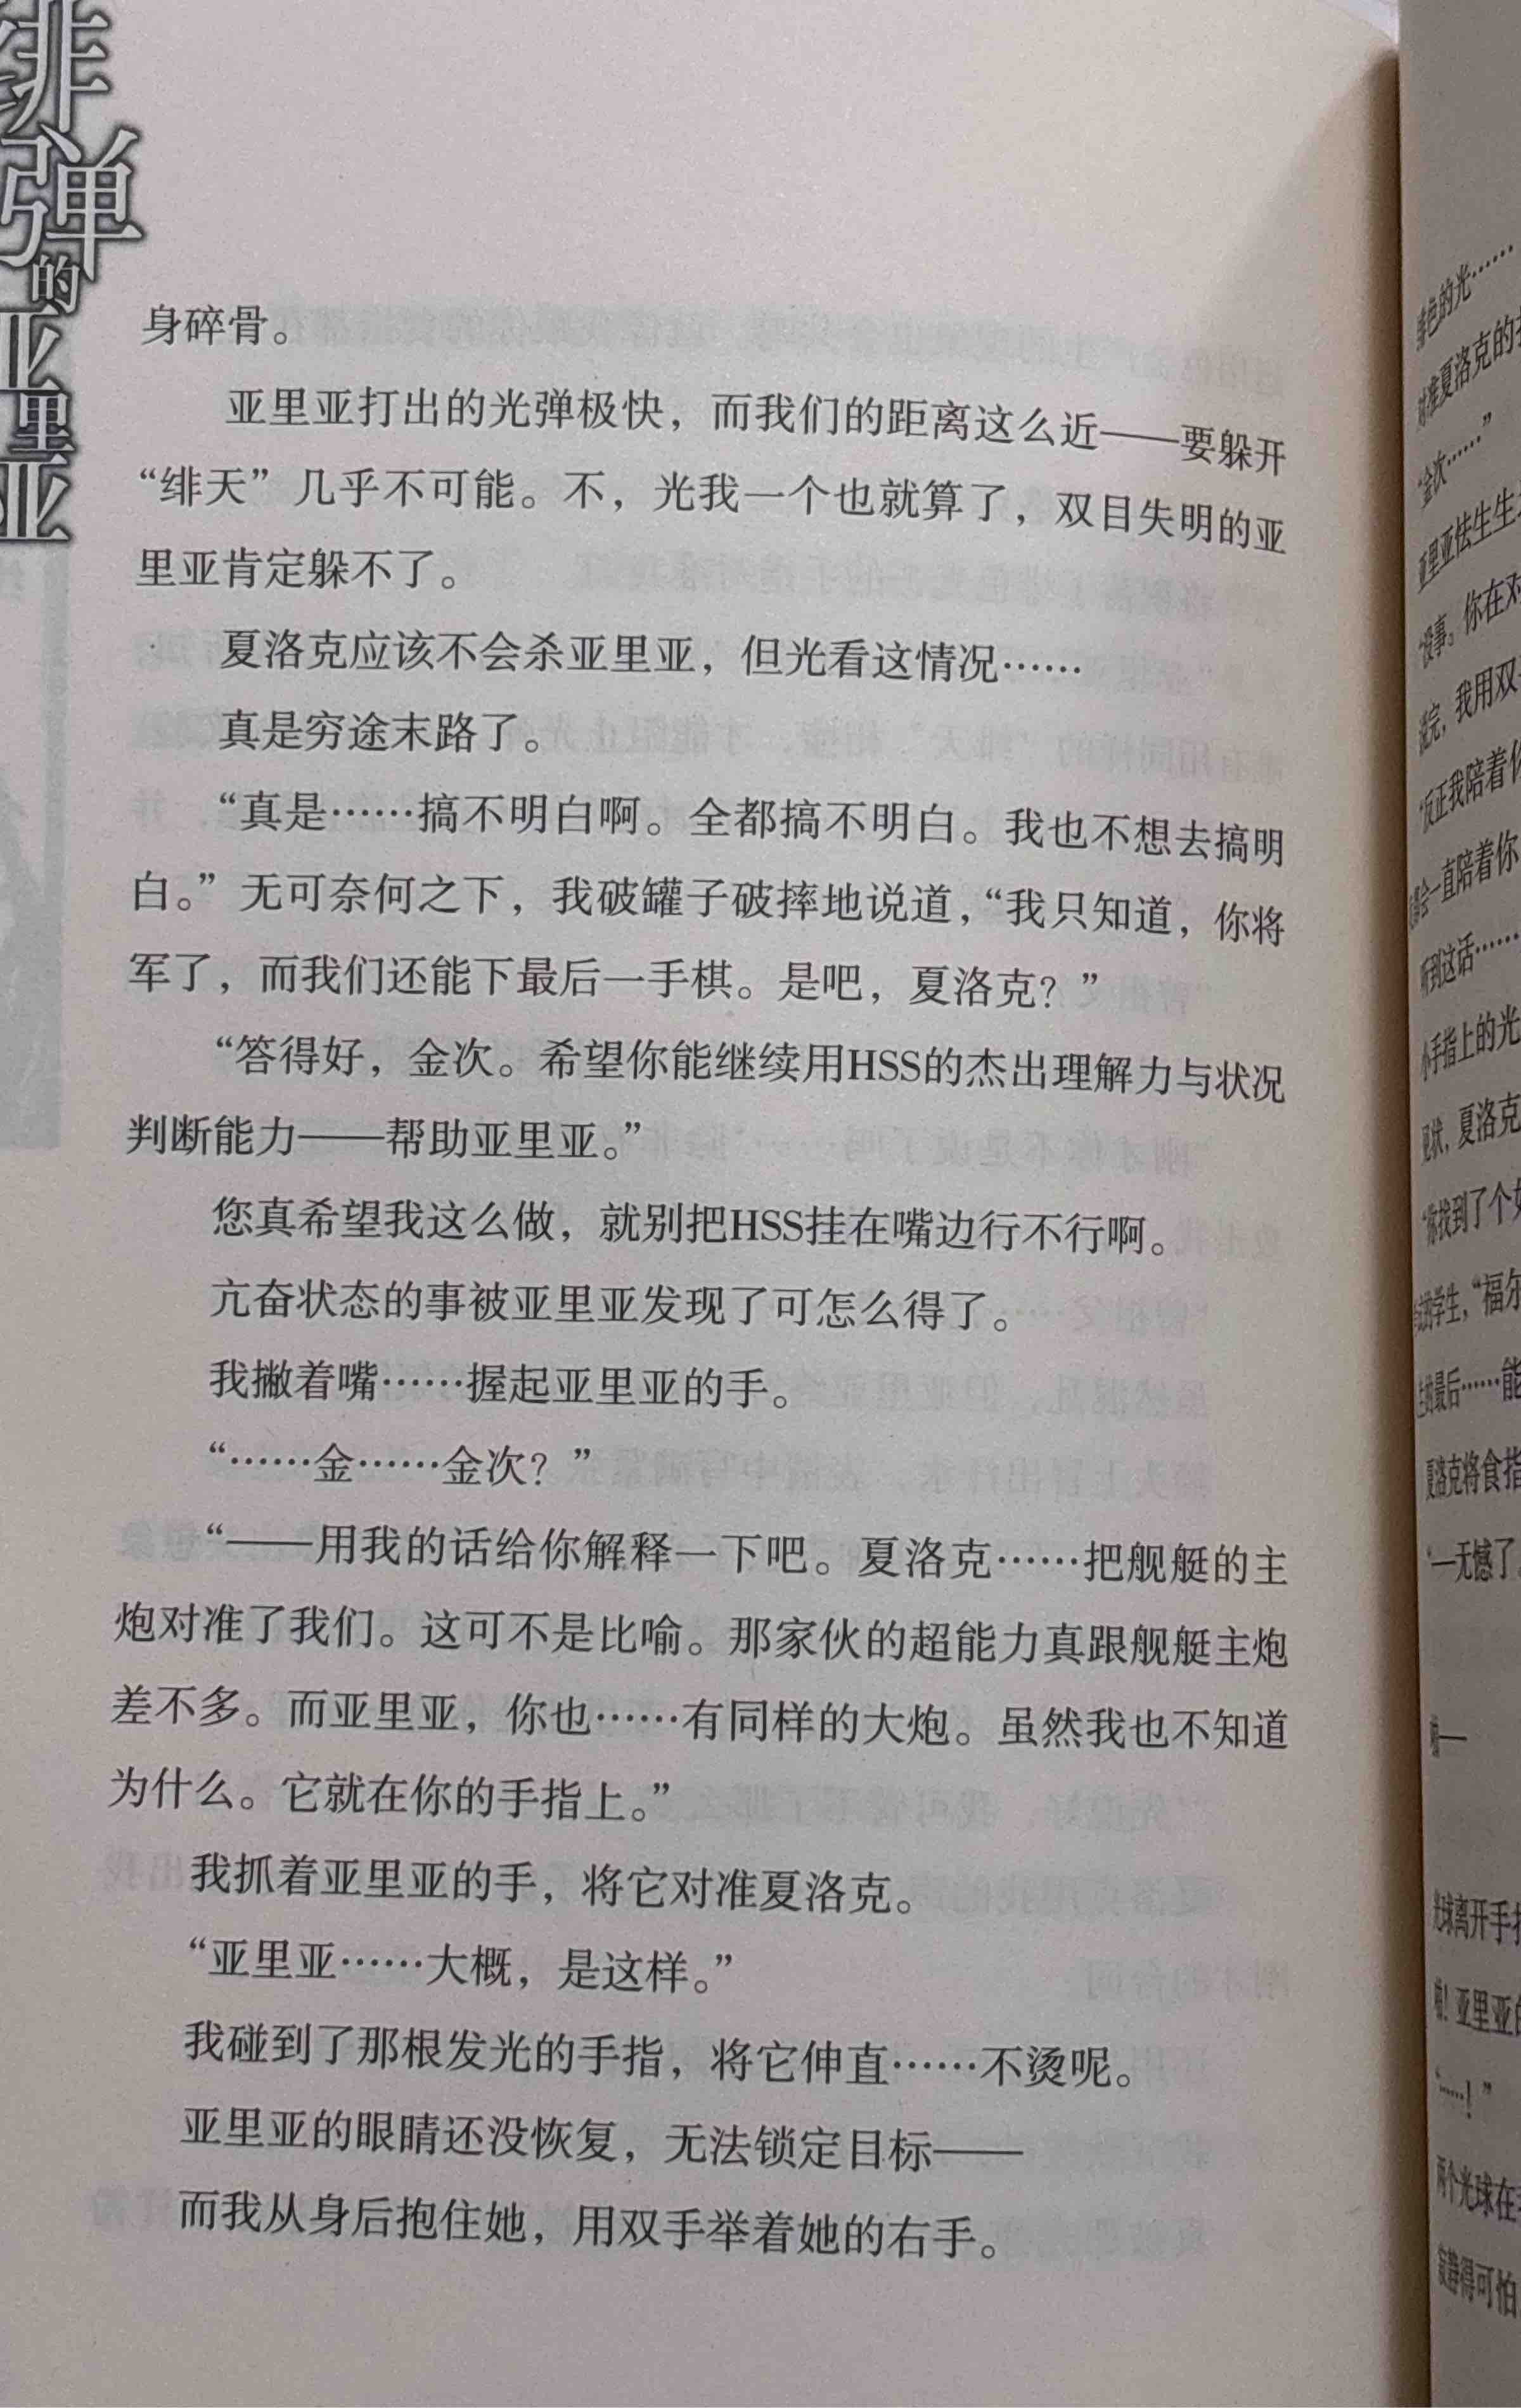 绯弹的亚里亚
身碎骨。
亚里亚打出的光弹极快，而我们的距离这么近——要躲开
“绯天”几乎不可能。不，光我一个也就算了，双目失明的亚
里亚肯定躲不了。
夏洛克应该不会杀亚里亚，但光看这情况……
真是穷途末路了。
“真是……搞不明白啊。全都搞不明白。我也不想去搞明
白。”无可奈何之下，我破罐子破摔地说道，“我只知道，你将
军了，而我们还能下最后一手棋。是吧，夏洛克？”
“答得好，金次。希望你能继续用HSS的杰出理解力与状况
判断能力——帮助亚里亚。”
您真希望我这么做，就别把HSS挂在嘴边行不行啊。
亢奋状态的事被亚里亚发现了可怎么得了。
我撇着嘴……握起亚里亚的手。
“……金……金次？”
“——用我的话给你解释一下吧。夏洛克……把舰艇的主
炮对准了我们。这可不是比喻。那家伙的超能力真跟舰艇主炮
差不多。而亚里亚，你也……有同样的大炮。虽然我也不知道
为什么。它就在你的手指上。”
我抓着亚里亚的手，将它对准夏洛克。
“亚里亚……大概，是这样。”
我碰到了那根发光的手指，将它伸直……不烫呢。
亚里亚的眼睛还没恢复，无法锁定目标——
而我从身后抱住她，用双手举着她的右手。
绯色的光……
对准夏洛克的
“金次……”
亚里亚怯生生
“没事。你在对
说完，我用双
“反正我陪着你
会一直陪着你
听到这话……
小手指上的光
见状，夏洛克
“你找到了个
的学生，“福尔
的最后……能
夏洛克将食指
无憾了
光球离开手指
亚里亚的
“……！”
两个光球在
寂静得可怕